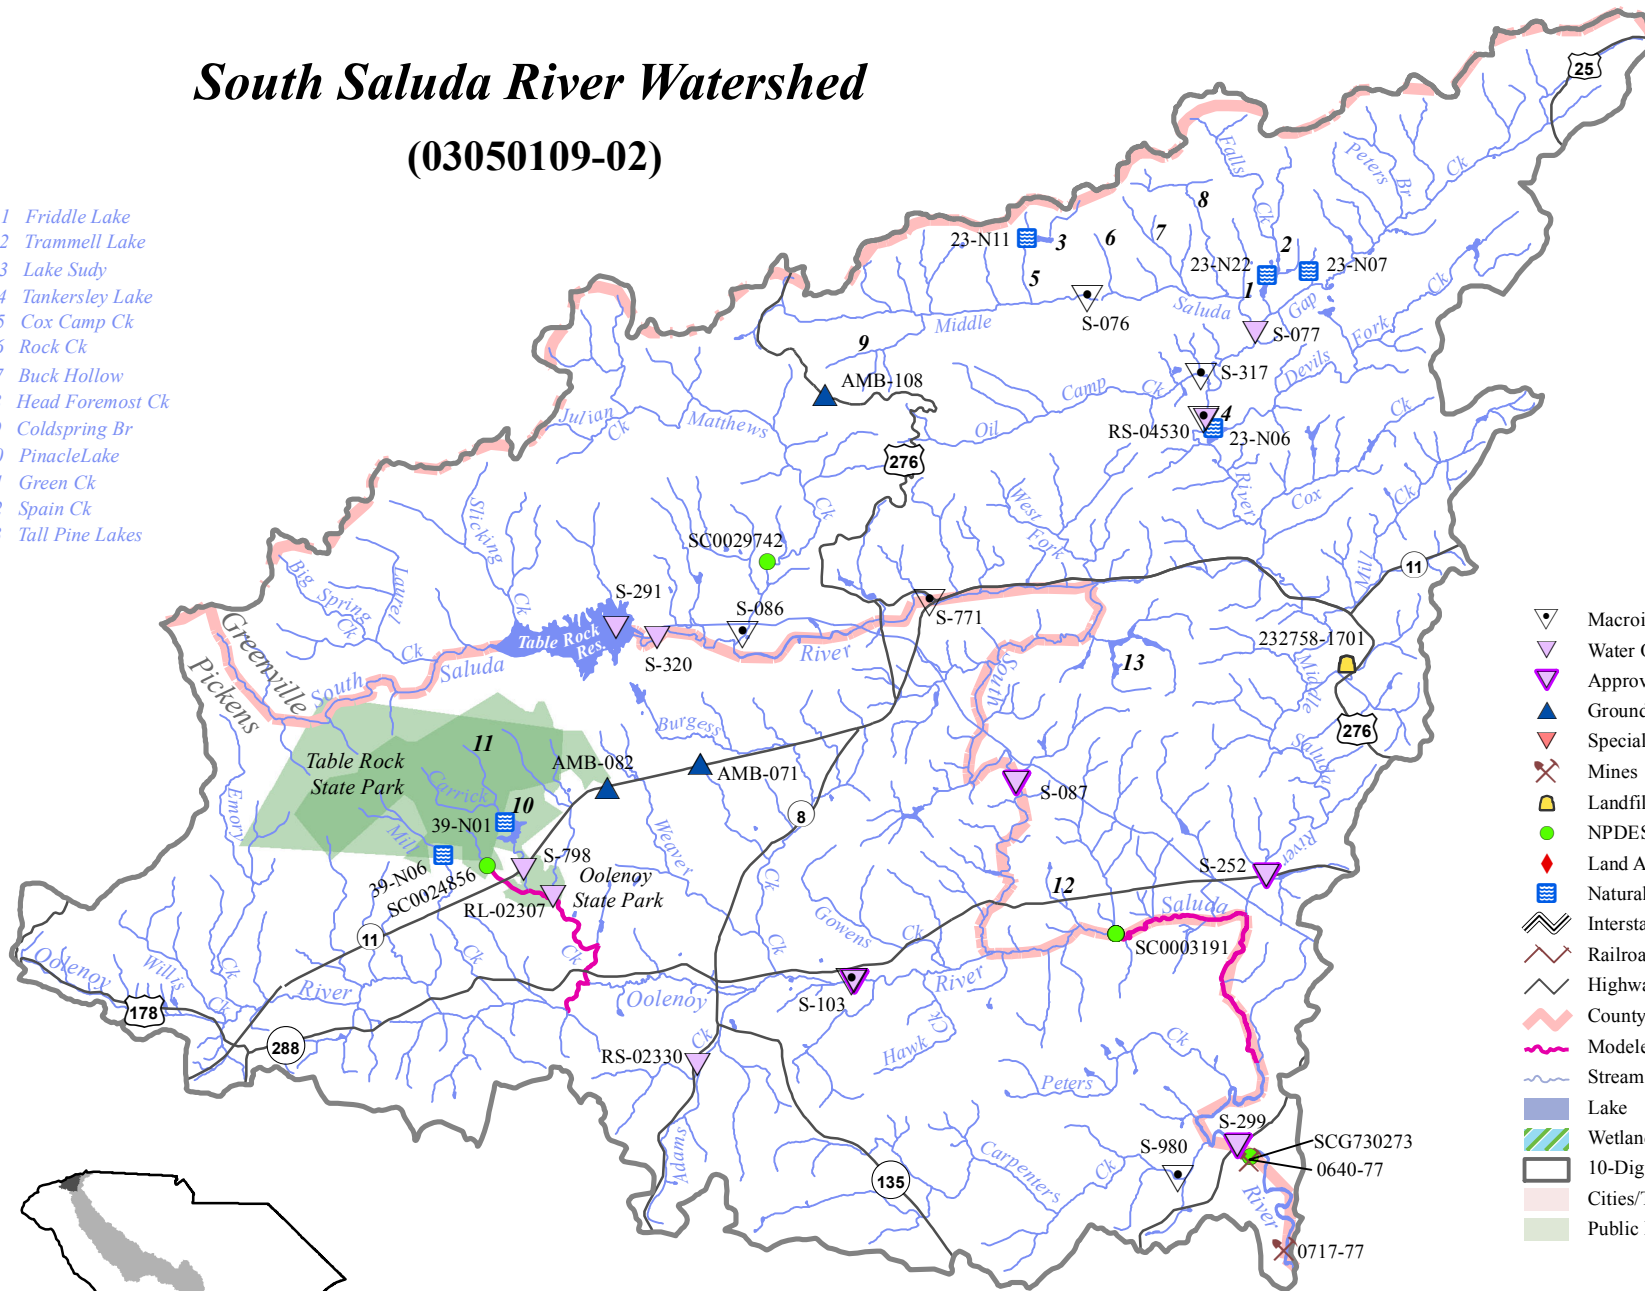 South Saluda River Watershed
(03050109-02)
1 Friddle Lake
2 Trammell Lake
3 Lake Sudy
4 Tankersley Lake
5 Cox Camp Ck
Rock Ck
Buck Hollow
Head Foremost Ck
Coldspring Br
PinacleLake
Green Ck
Spain Ck
Tall Pine Lakes
25
Falls
Ck
Peters
Br
Ck
8
7
6
3
5
2
1
23-N11
23-N22
23-N07
S-076
Middle
Saluda
Gap
S-077
Ck
9
AMB-108
S-317
Devils
Fork
Camp
Ck
Oil
4
RS-04530
23-N06
Ck
Julian
Ck
Matthews
276
River
Cox
Ck
West
Fork
Slicking
Ck
Ck
SC0029742
11
Mill
Big
Spring
Ck
Laurel
Ck
S-291
S-086
S-771
Table Rock
Res.
S-320
River
232758-1701
Middle
13
Greenville
Pickens
South
Saluda
South
276
Saluda
Burgess
11
Table Rock
State Park
AMB-082
AMB-071
S-087
Carrick
10
39-N01
8
Emory
Mill
Weaver
S-798
S-252
River
39-N06
SC0024856
Oolenoy
State Park
RL-02307
12
Ck
Saluda
11
Gowens
Ck
SC0003191
Oolenoy
Willis
Ck
Ck
Ck
Ck
Ck
River
Oolenoy
S-103
River
178
288
Ck
RS-02330
Hawk
Ck
Ck
Peters
Adams
S-299
S-980
SCG730273
0640-77
Carpenters
Ck
135
River
0717-77
Macroi
Water
Approv
Ground
Special
Mines
Landfil
NPDES
Land A
Natural
Intersta
Railroa
Highwa
County
Modele
Stream
Lake
Wetlan
10-Dig
Cities/
Public